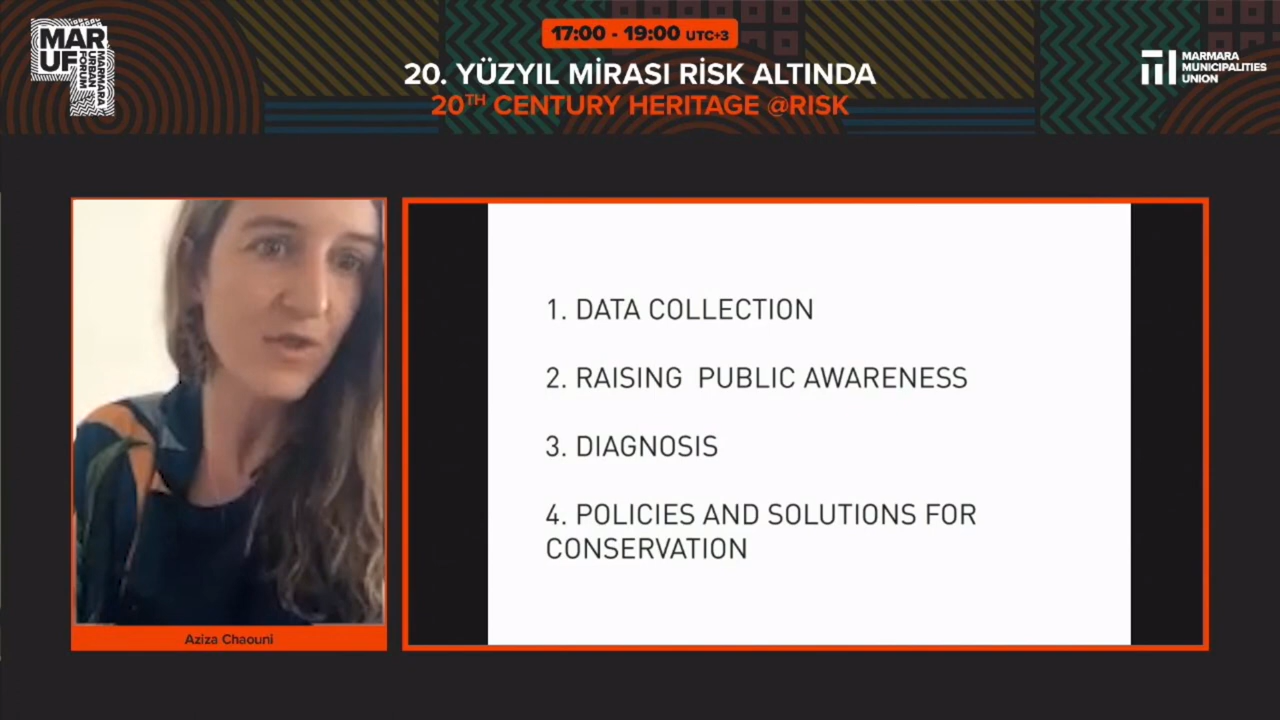 MAR
UF
MARMARA
URBAN
FORUM
17:00 - 19:00 UTC+3
20. YÜZYIL MİRASI RİSK ALTINDA
20TH CENTURY HERITAGE @RISK
MARMARA
MUNICIPALITIES
UNION
1. DATA COLLECTION
2. RAISING PUBLIC AWARENESS
3. DIAGNOSIS
4. POLICIES AND SOLUTIONS FOR
CONSERVATION
Aziza Chaouni